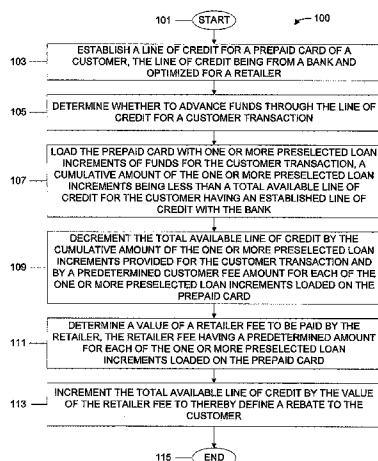 100
101
START
103
ESTABLISH A LINE OF CREDIT FOR A PREPAID CARD OF A
CUSTOMER, THE LINE OF CREDIT BEING FROM A BANK AND
OPTIMIZED FOR A RETAILER
105
DETERMINE WHETHER TO ADVANCE FUNDS THROUGH THE LINE OF
CREDIT FOR A CUSTOMER TRANSACTION
107
LOAD THE PREPAID CARD WITH ONE OR MORE PRESELECTED LOAN
INCREMENTS OF FUNDS FOR THE CUSTOMER TRANSACTION, A
CUMULATIVE AMOUNT OF THE ONE OR MORE PRESELECTED LOAN
INCREMENTS BEING LESS THAN A TOTAL AVAILABLE LINE OF
CREDIT FOR THE CUSTOMER HAVING AN ESTABLISHED LINE OF
CREDIT WITH THE BANK
109
DECREMENT THE TOTAL AVAILABLE LINE OF CREDIT BY THE
CUMULATIVE AMOUNT OF THE ONE OR MORE PRESELECTED LOAN
INCREMENTS PROVIDED FOR THE CUSTOMER TRANSACTION AND
BY A PREDETERMINED CUSTOMER FEE AMOUNT FOR EACH OF THE
ONE OR MORE PRESELECTED LOAN INCREMENTS LOADED ON THE
PREPAID CARD
111
DETERMINE A VALUE OF A RETAILER FEE TO BE PAID BY THE
RETAILER, THE RETAILER FEE HAVING A PREDETERMINED AMOUNT
FOR EACH OF THE ONE OR MORE PRESELECTED LOAN
INCREMENTS LOADED ON THE PREPAID CARD
113
INCREMENT THE TOTAL AVAILABLE LINE OF CREDIT BY THE VALUE
OF THE RETAILER FEE TO THEREBY DEFINE A REBATE TO THE
CUSTOMER
115
END